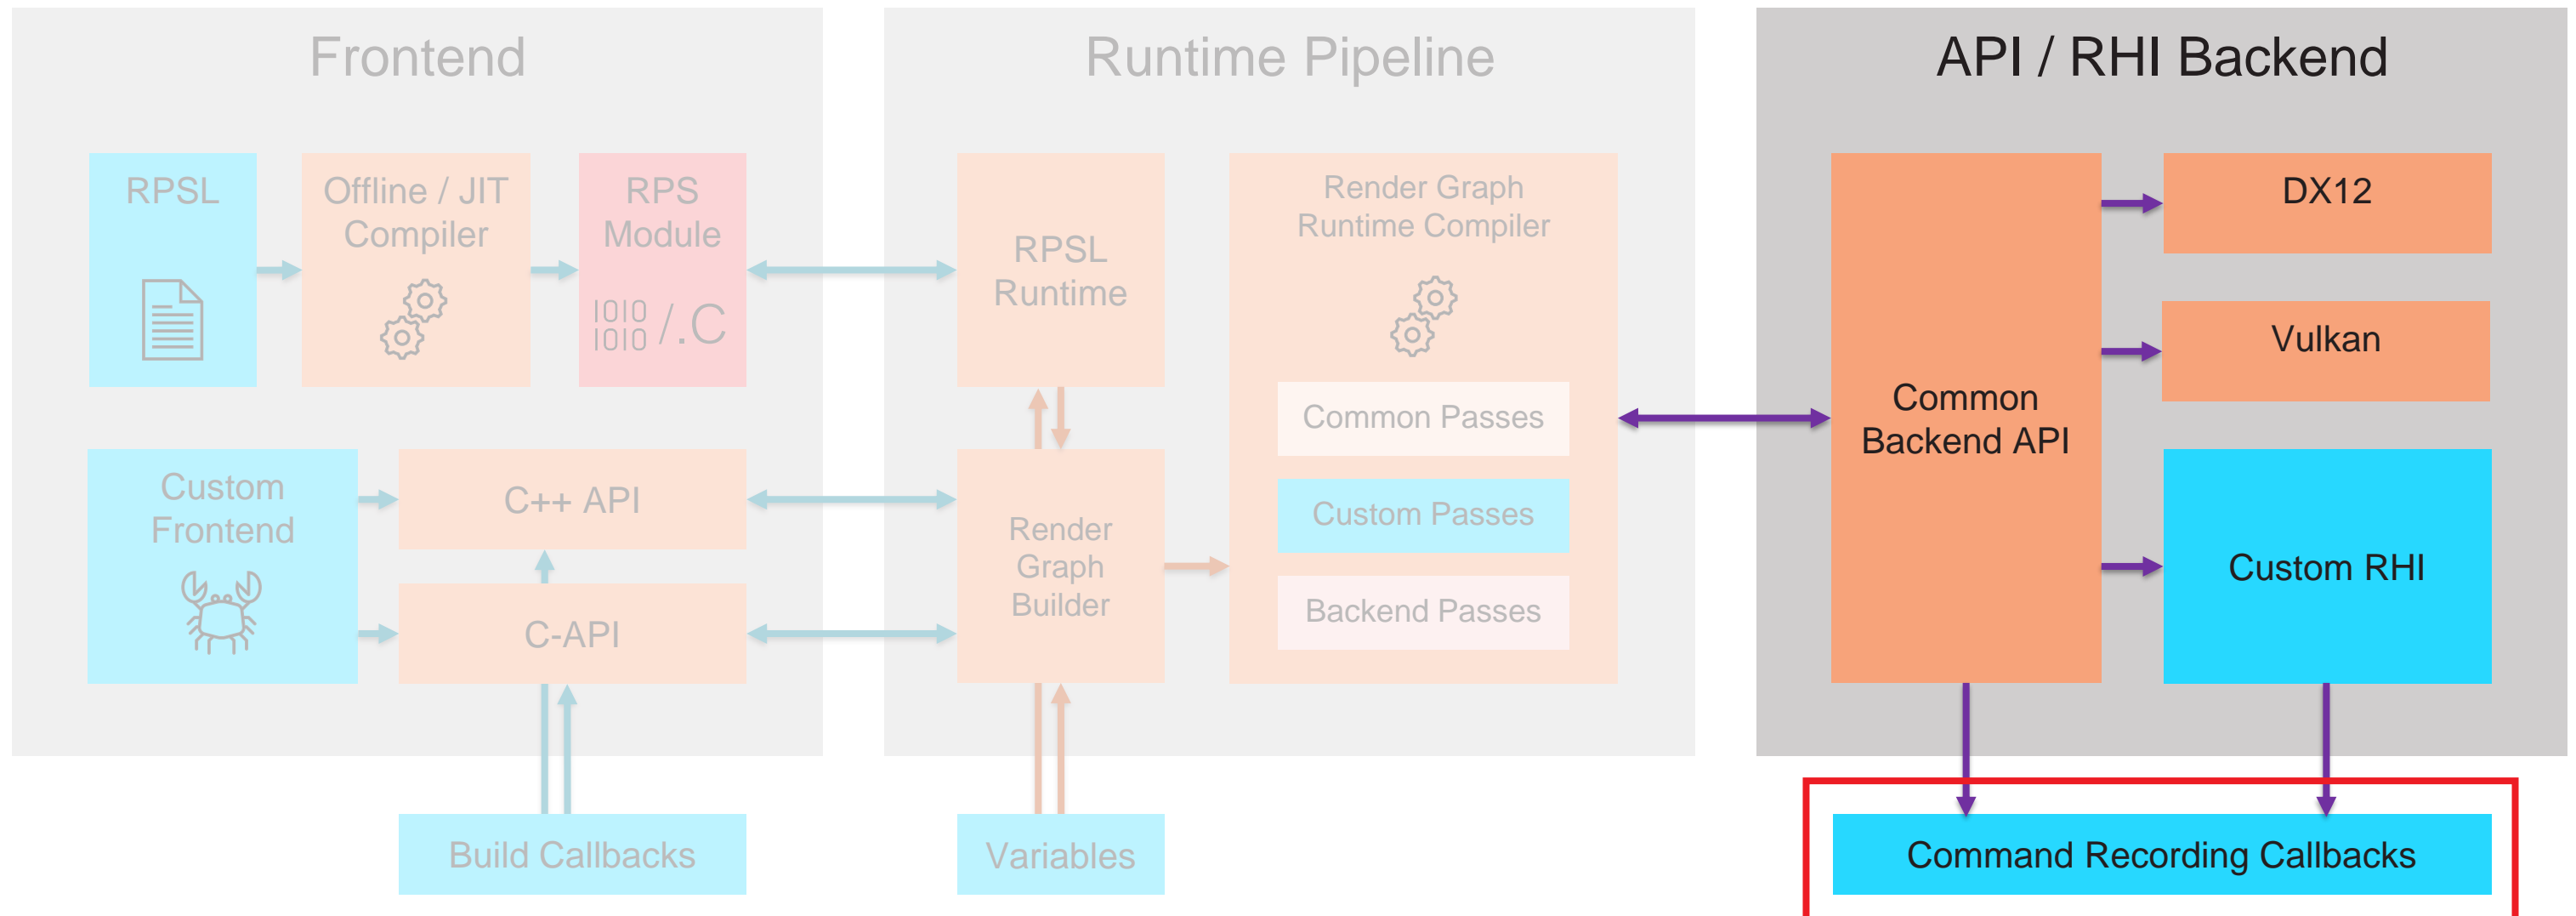 Frontend
RPSL
Offline / JIT
Compiler
RPS
Module
1010
1010
/.C
Custom
Frontend
C++ API
C-API
Build Callbacks
Runtime Pipeline
RPSL
Runtime
Render
Graph
Builder
Render Graph
Runtime Compiler
Common Passes
Custom Passes
Backend Passes
Variables
API / RHI Backend
Common
Backend API
DX12
Vulkan
Custom RHI
Command Recording Callbacks